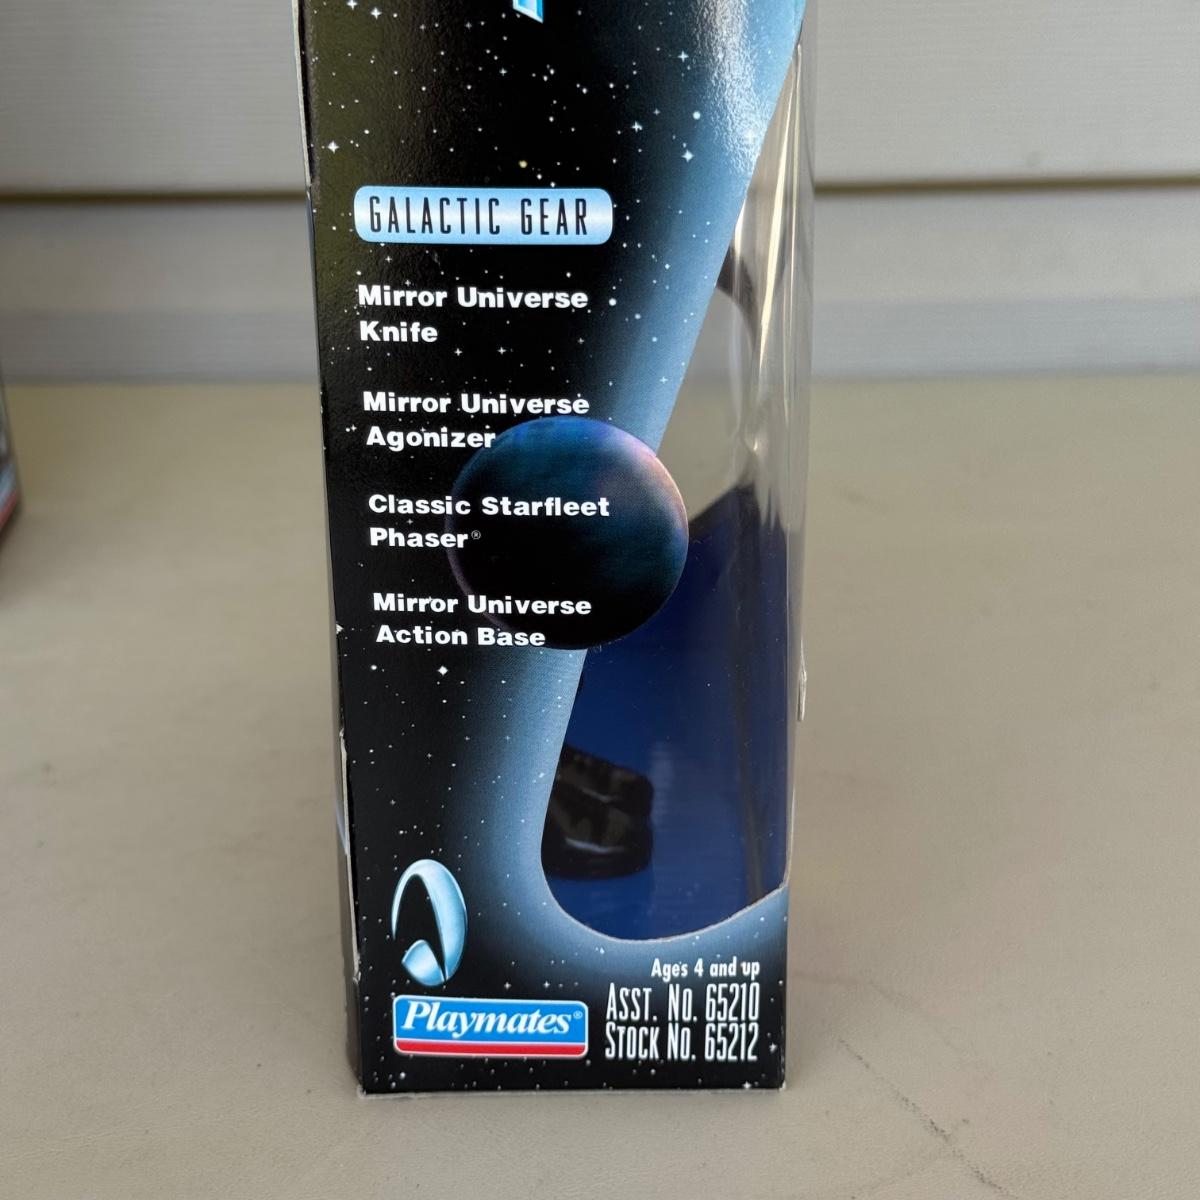 GALACTIC GEAR
Mirror Universe
Knife
Mirror Universe
Agonizer
Classic Starfleet
Phaser®
Mirror Universe
Action Base
Ages 4 and up
Playmates®
ASST. NO. 65210
STOCK NO. 65212